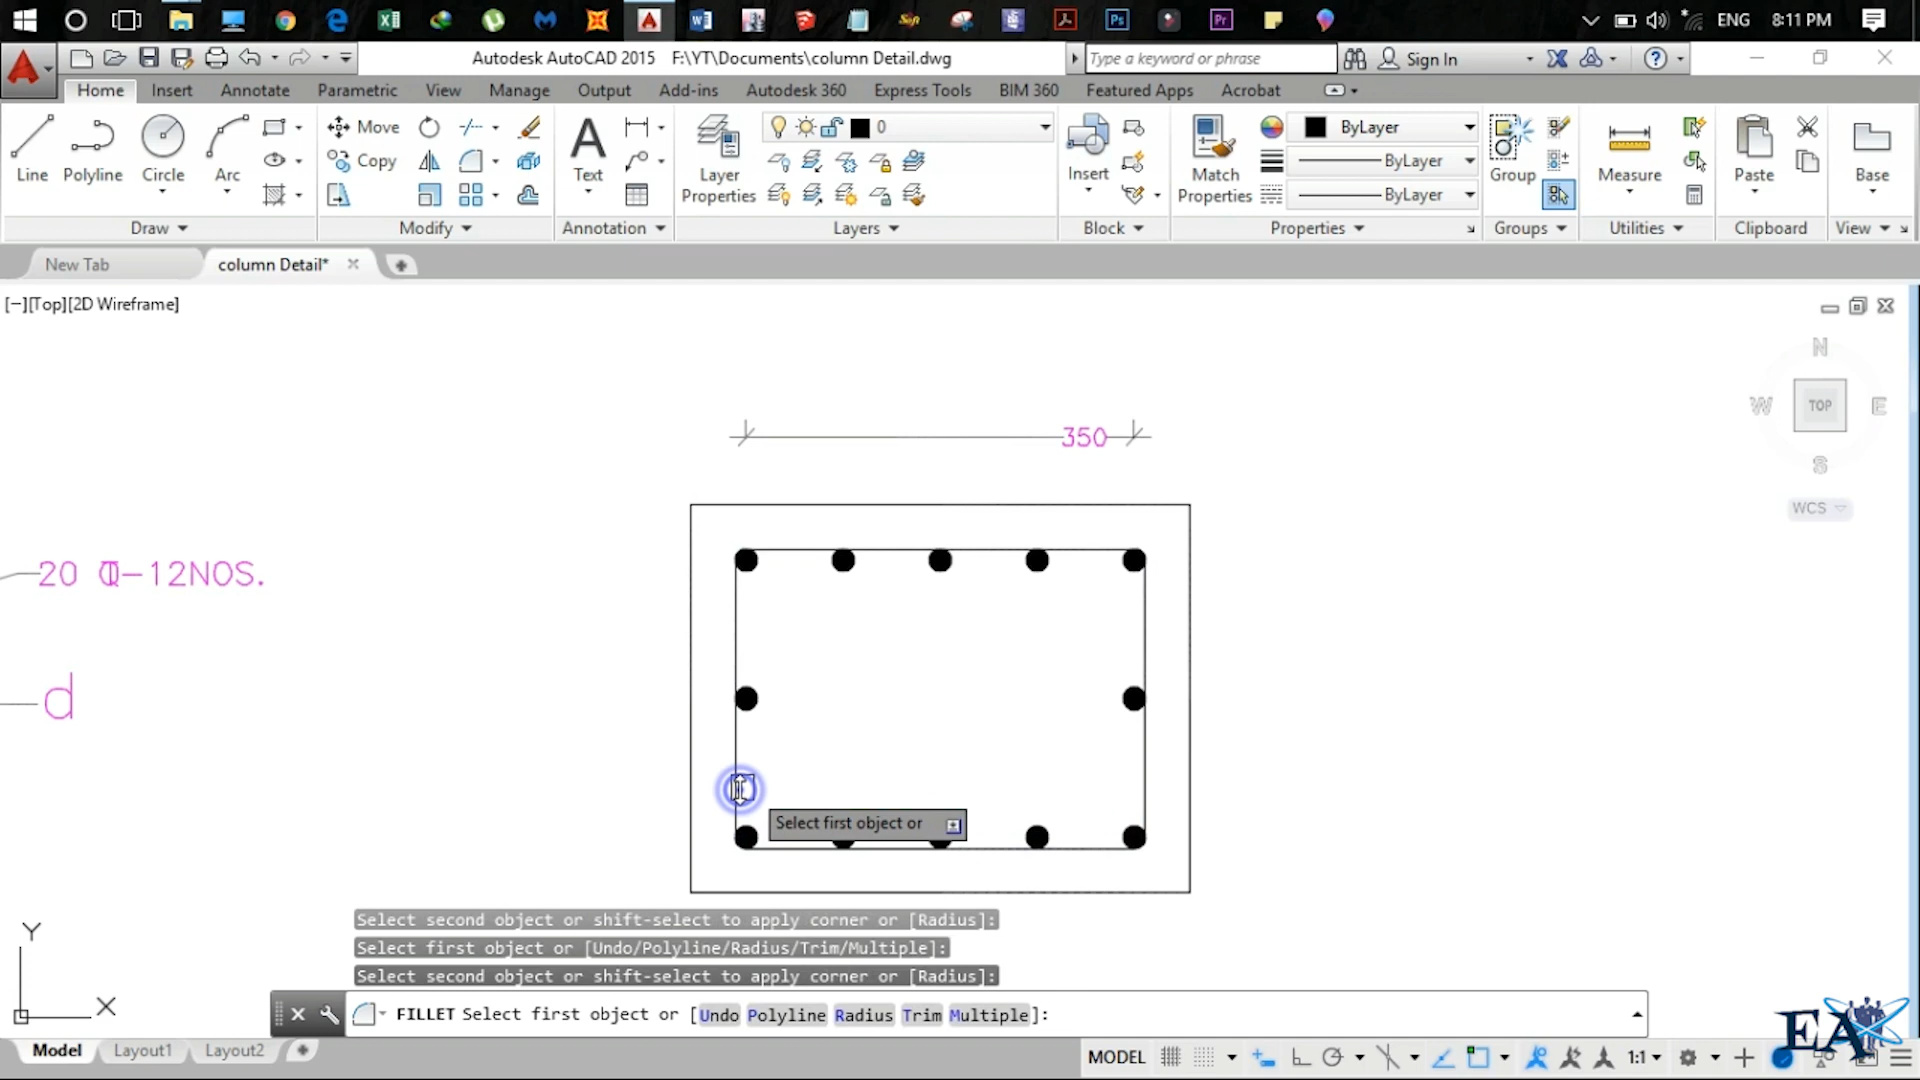 ENG 8:11 PM
Autodesk AutoCAD 2015 F:\YT\Documents\column Detail.dwg
Type a keyword or phrase
Sign In
Home Insert Annotate Parametric View Manage Output Add-ins Autodesk 360 Express Tools BIM 360 Featured Apps Acrobat
Line Polyline Circle Arc
Move
Copy
Text
Layer Properties
0
Insert
Match Properties
ByLayer
ByLayer
ByLayer
Group
Measure
Paste
Base
Draw Modify Annotation Layers Block Properties Groups Utilities Clipboard View
New Tab column Detail*
[−][Top][2D Wireframe]
N
W TOP E
S
WCS
350
20 Φ-12NOS.
d
Select first object or
Select second object or shift-select to apply corner or [Radius]:
Select first object or [Undo/Polyline/Radius/Trim/Multiple]:
Select second object or shift-select to apply corner or [Radius]:
FILLET Select first object or [Undo Polyline Radius Trim Multiple]:
Y
X
EA
Model Layout1 Layout2
MODEL 1:1